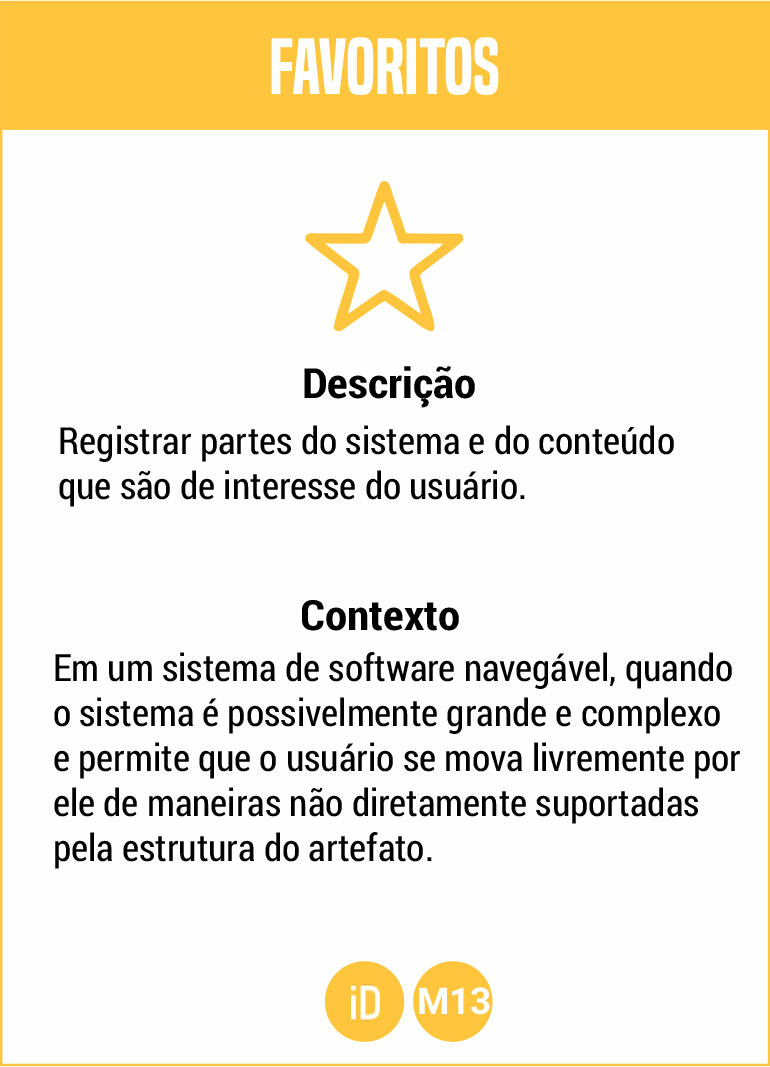 FAVORITOS
Descrição
Registrar partes do sistema e do conteúdo
que são de interesse do usuário.
Contexto
Em um sistema de software navegável, quando
o sistema é possivelmente grande e complexo
e permite que o usuário se mova livremente por
ele de maneiras não diretamente suportadas
pela estrutura do artefato.
iD M13